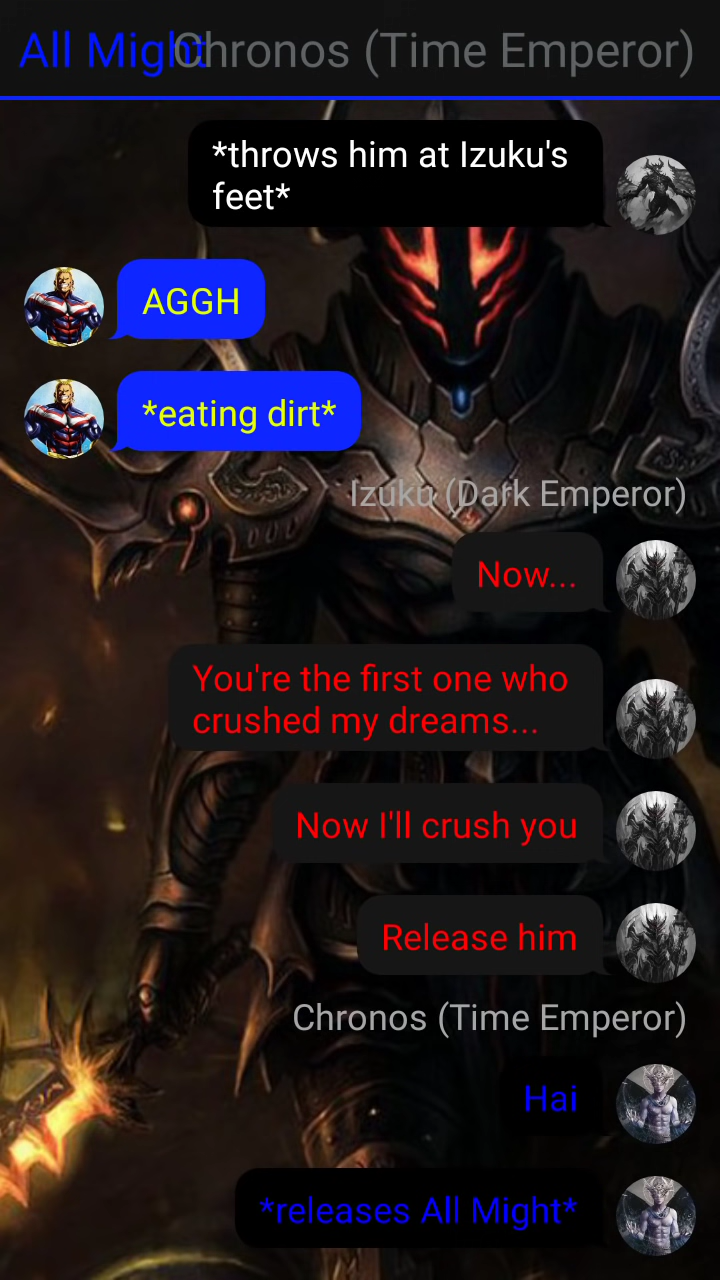 All Might
Chronos (Time Emperor)
*throws him at Izuku's
feet*
AGGH
*eating dirt*
Izuku (Dark Emperor)
Now...
You're the first one who
crushed my dreams...
Now I'll crush you
Release him
Chronos (Time Emperor)
Hai
*releases All Might*